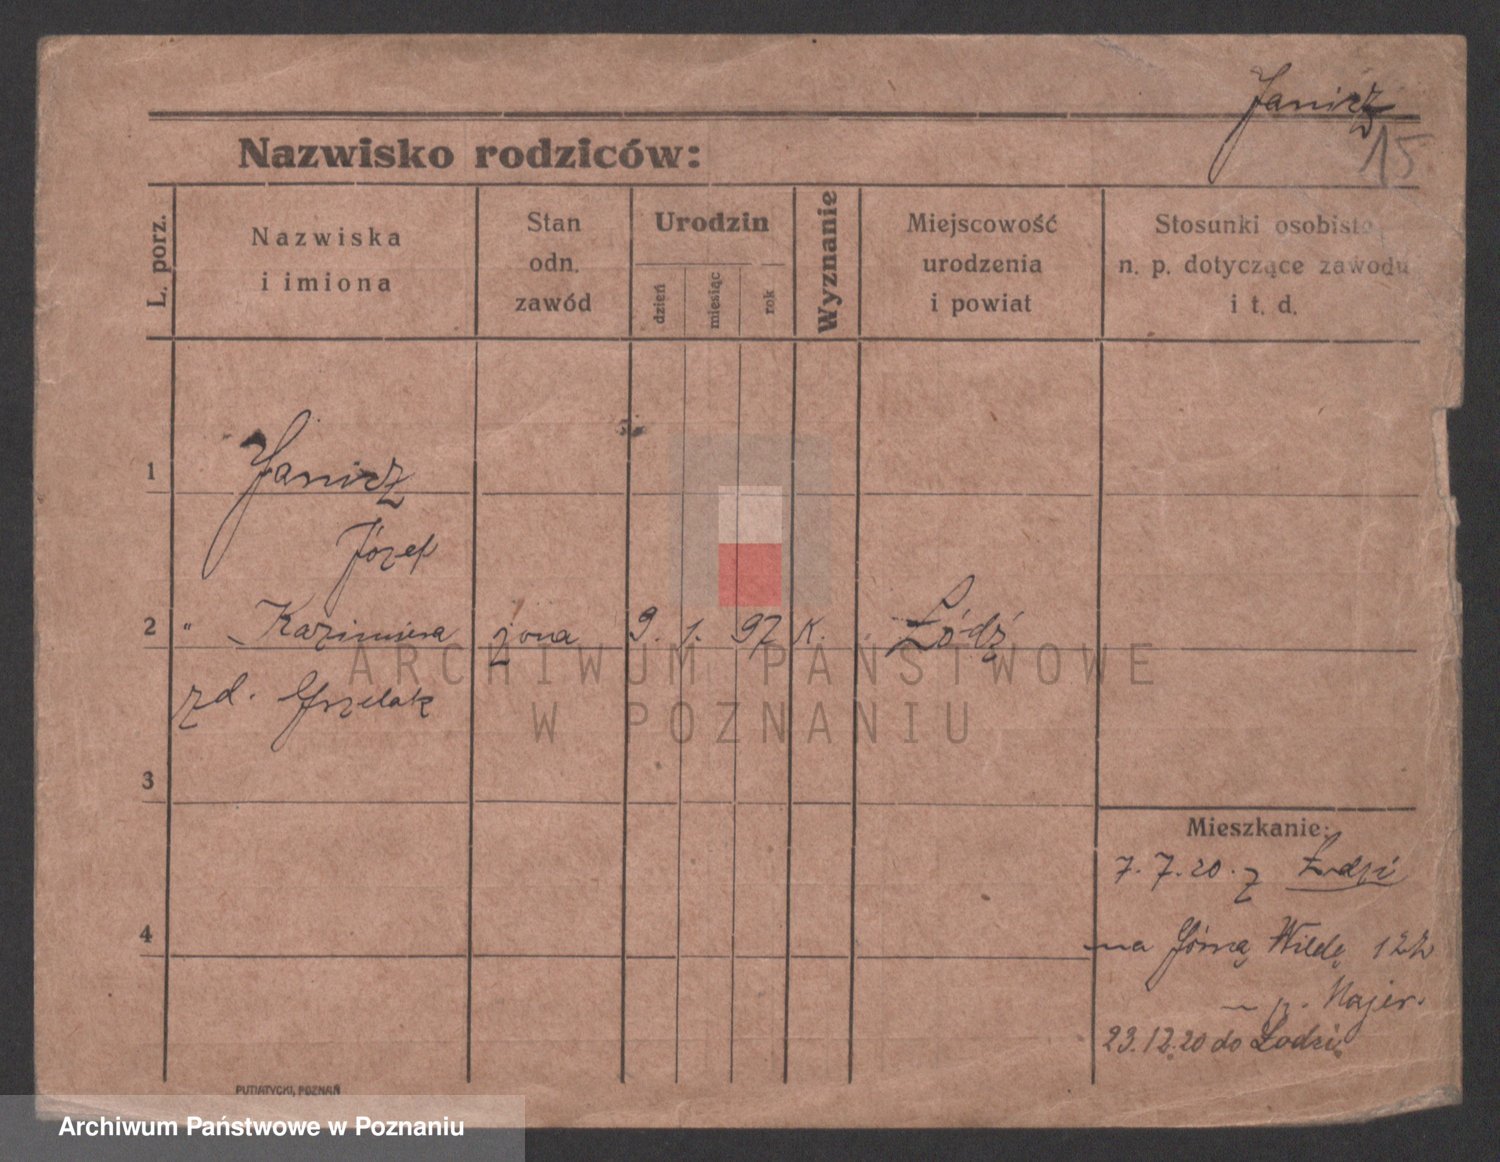 Janicz
15
Nazwisko rodziców:
L. porz.
Nazwiska
i imiona
Stan
odn.
zawód
Urodzin
dzień
miesiąc
rok
Wyznanie
Miejscowość
urodzenia
i powiat
Stosunki osobiste
n. p. dotyczące zawodu
i t. d.
1
Janicz
Józef
2 " Kazimiera żona 9. 1. 97 K. Łódź
zd. Grzelak
3
4
Mieszkanie:
7.7.20. z Łodzi
na Górną Wildę 122
p. Majer.
23.12.20 do Łodzi
PUTIATYCKI, POZNAŃ
ARCHIWUM PAŃSTWOWE
W POZNANIU
Archiwum Państwowe w Poznaniu